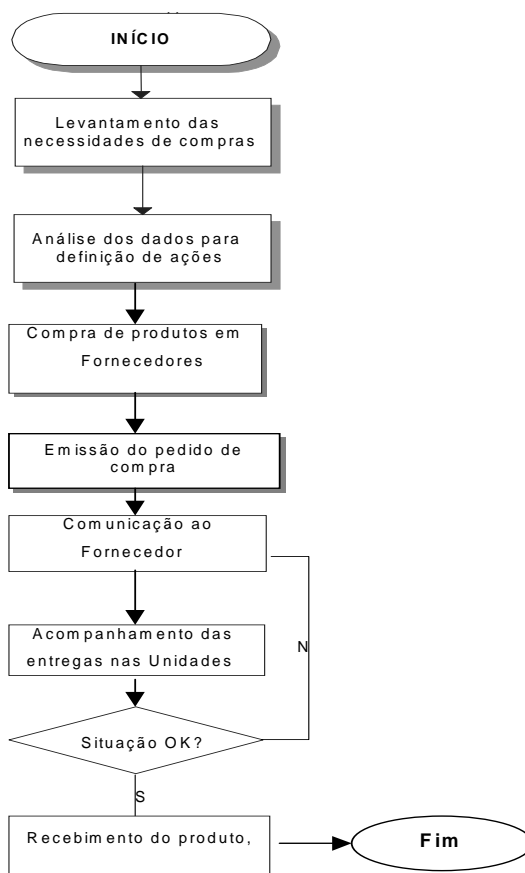 INÍCIO
Levantamento das
necessidades de compras
Análise dos dados para
definição de ações
Compra de produtos em
Fornecedores
Emissão do pedido de
compra
Comunicação ao
Fornecedor
Acompanhamento das
entregas nas Unidades
N
Situação OK?
S
Recebimento do produto,
Fim